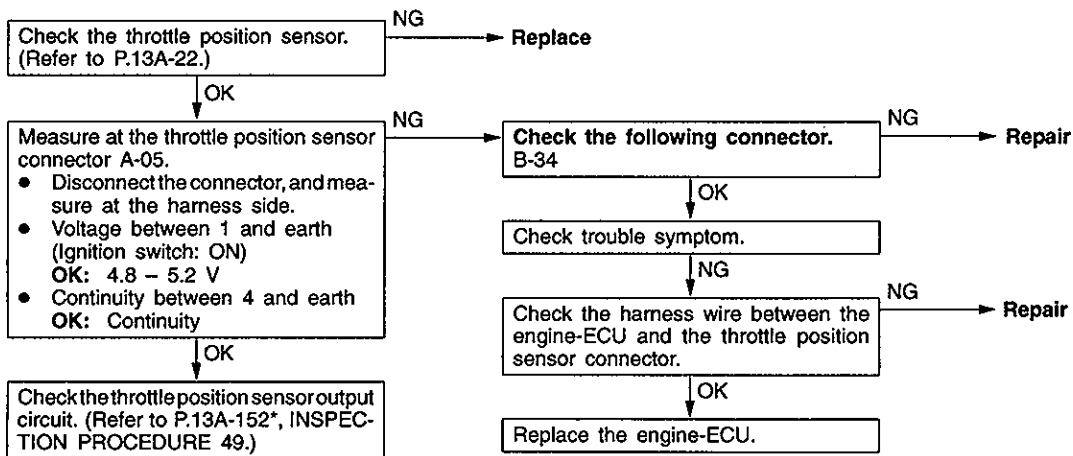 Check the throttle position sensor.
(Refer to P.13A-22.)
NG
Replace
OK
Measure at the throttle position sensor
connector A-05.
● Disconnect the connector, and mea-
sure at the harness side.
● Voltage between 1 and earth
(Ignition switch: ON)
OK: 4.8 – 5.2 V
● Continuity between 4 and earth
OK: Continuity
NG
Check the following connector.
B-34
NG
Repair
OK
Check trouble symptom.
NG
Check the harness wire between the
engine-ECU and the throttle position
sensor connector.
NG
Repair
OK
Replace the engine-ECU.
OK
Check the throttle position sensor output
circuit. (Refer to P.13A-152*, INSPEC-
TION PROCEDURE 49.)